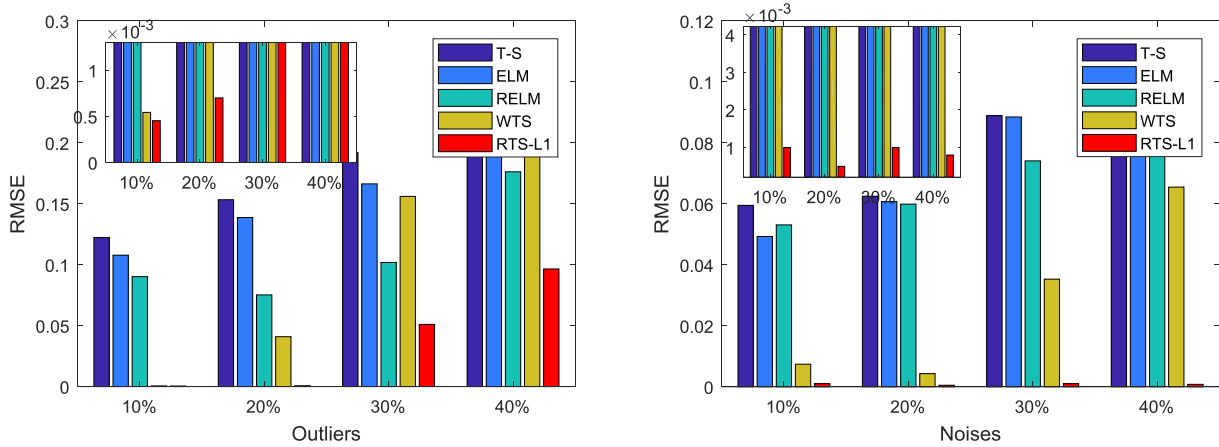 0.3
0.25
0.2
0.15
0.1
0.05
0
RMSE
10%
20%
30%
40%
Outliers
× 10⁻³
1
0.5
0
10%
20%
30%
40%
T-S
ELM
RELM
WTS
RTS-L1
0.12
0.1
0.08
0.06
0.04
0.02
0
RMSE
10%
20%
30%
40%
Noises
× 10⁻³
4
3
2
1
10%
20%
30%
40%
T-S
ELM
RELM
WTS
RTS-L1